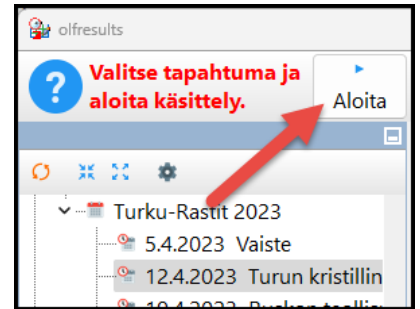 olfresults
Valitse tapahtuma ja
aloita käsittely.
Aloita
Turku-Rastit 2023
5.4.2023 Vaiste
12.4.2023 Turun kristillin